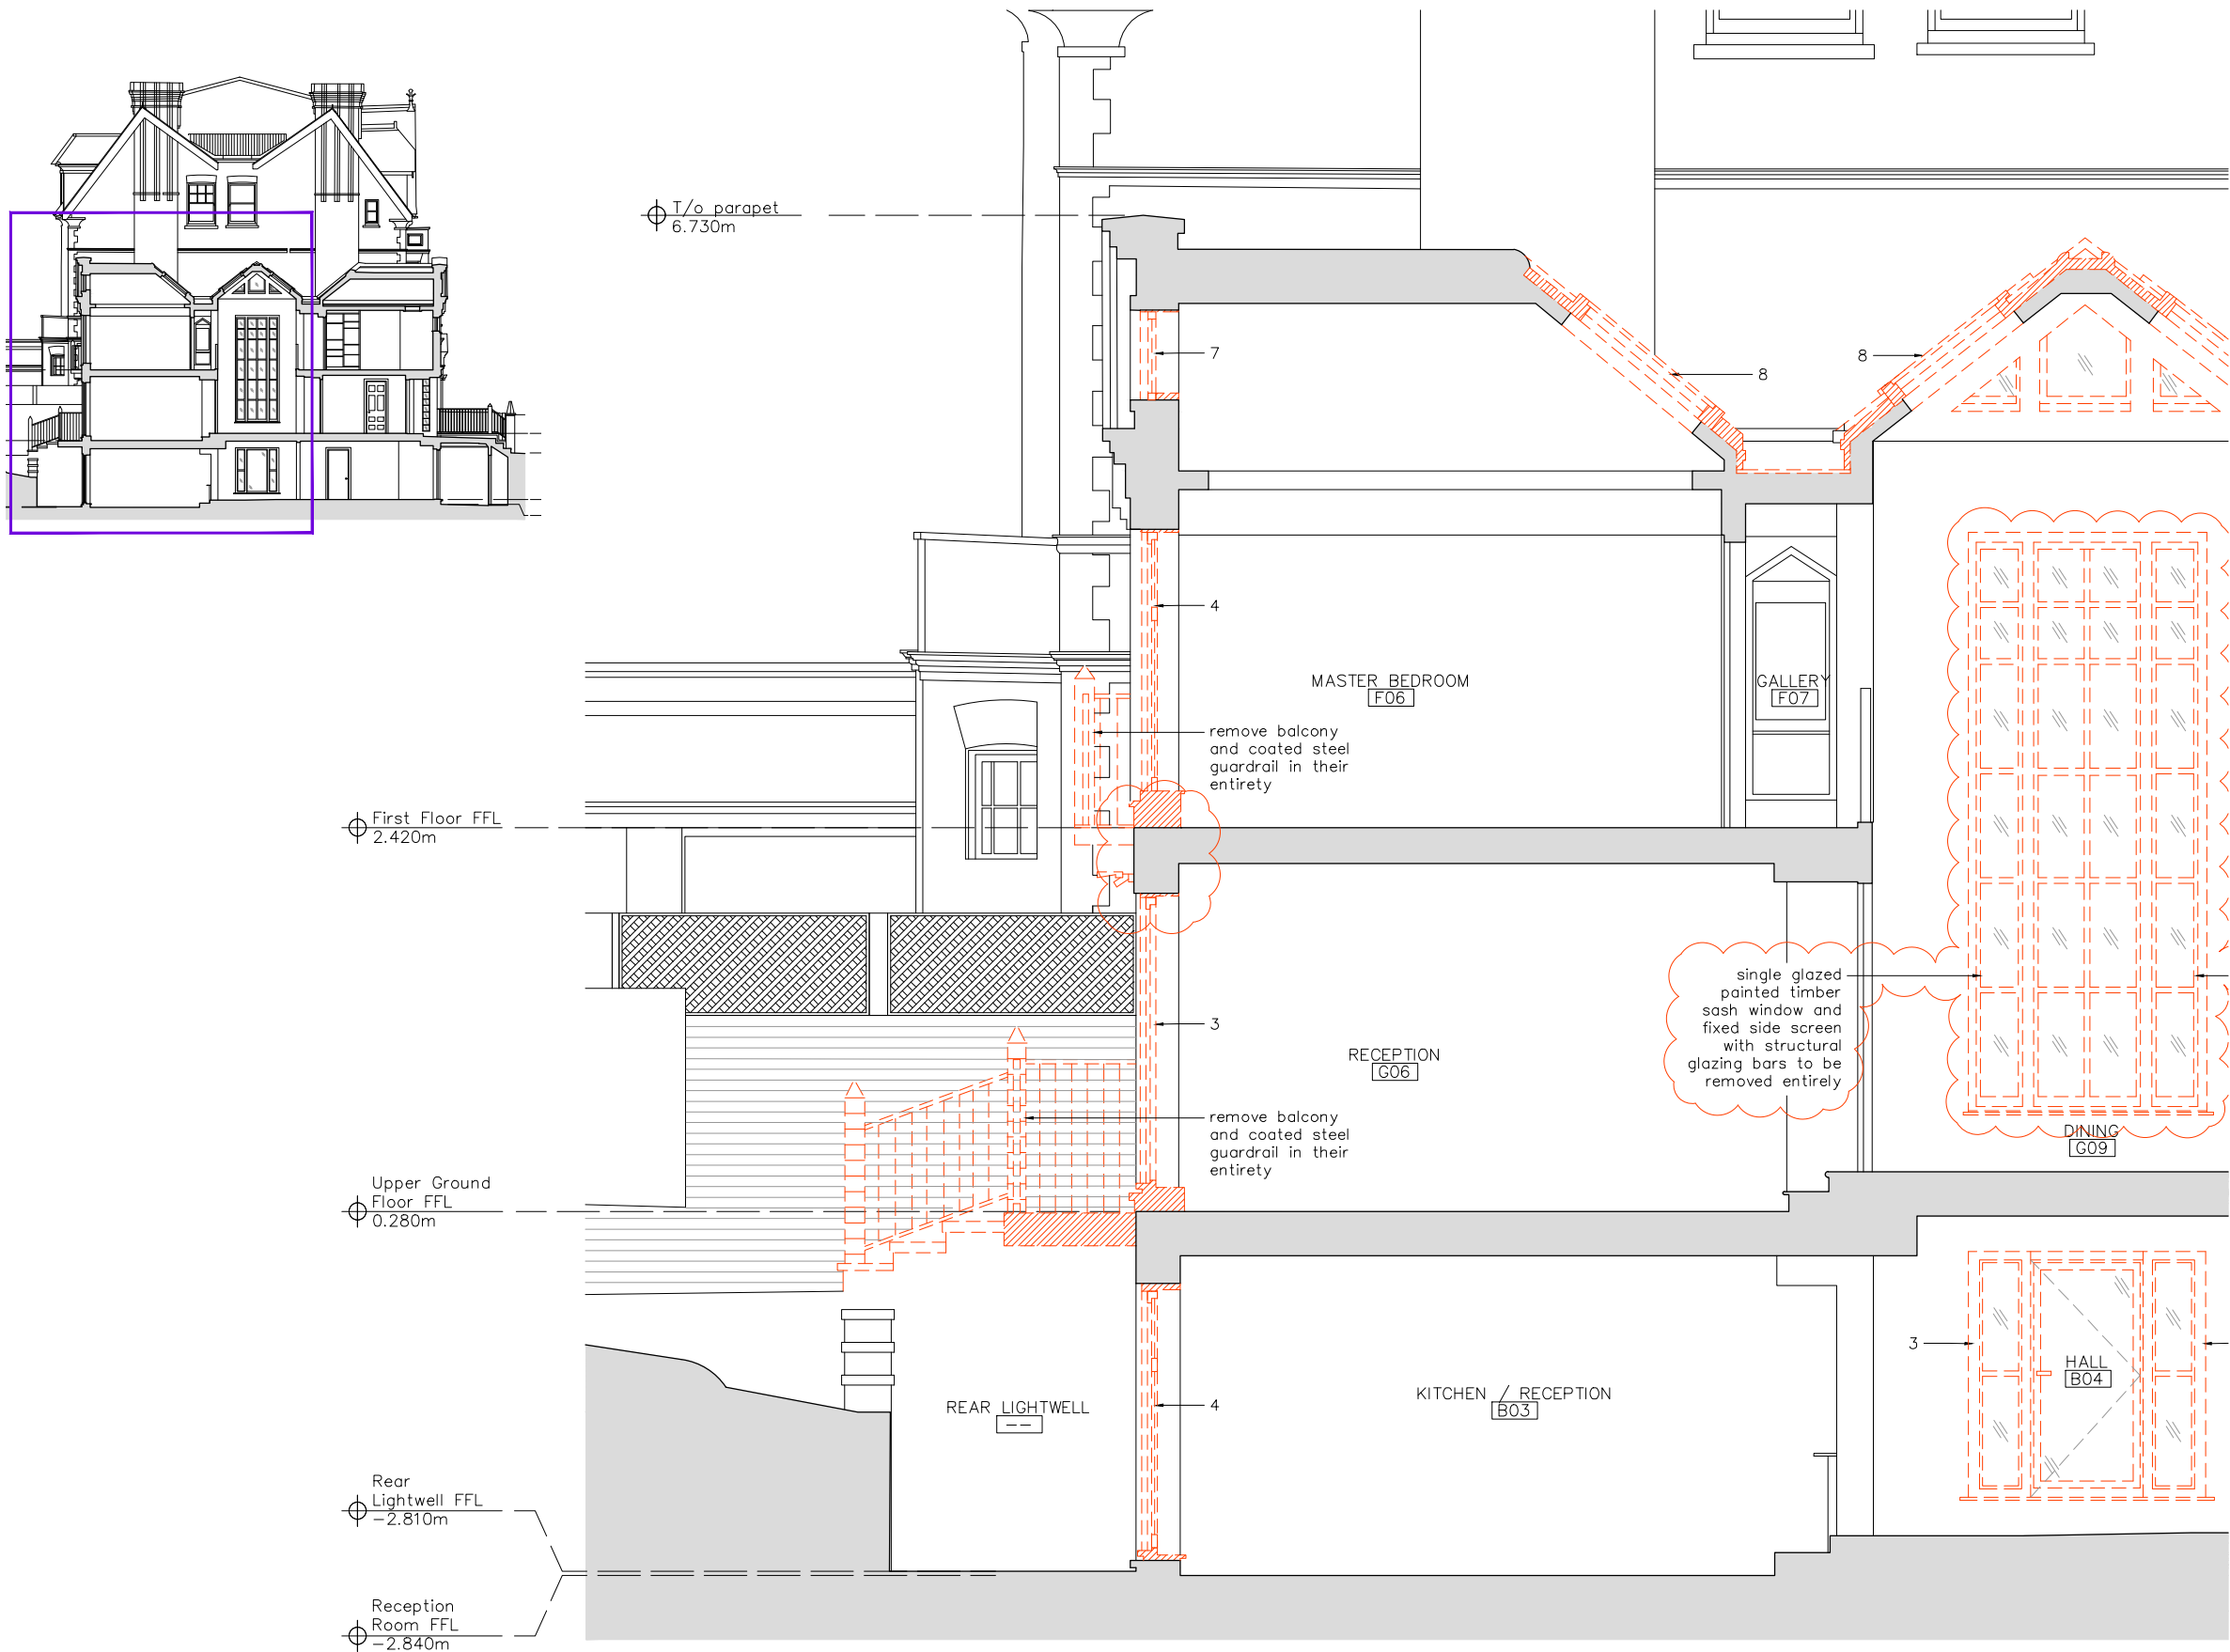 T/o parapet
6.730m
7
8
8
4
MASTER BEDROOM
F06
GALLERY
F07
remove balcony
and coated steel
guardrail in their
entirety
First Floor FFL
2.420m
single glazed
painted timber
sash window and
fixed side screen
with structural
glazing bars to be
removed entirely
3
RECEPTION
G06
remove balcony
and coated steel
guardrail in their
entirety
DINING
G09
Upper Ground
Floor FFL
0.280m
3
HALL
B04
KITCHEN / RECEPTION
B03
4
REAR LIGHTWELL
--
Rear
Lightwell FFL
-2.810m
Reception
Room FFL
-2.840m